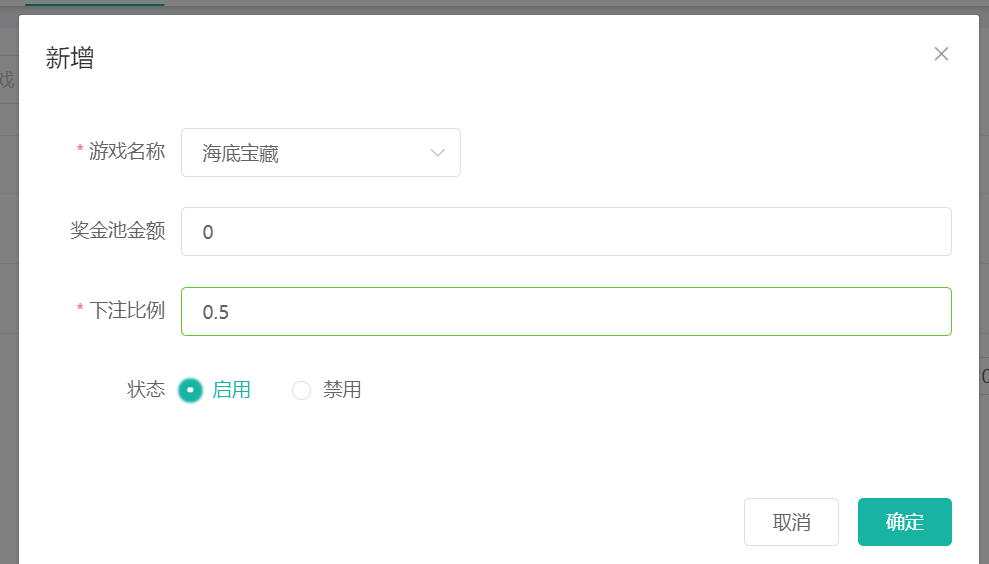 新增
戏
* 游戏名称 海底宝藏
奖金池金额 0
* 下注比例 0.5
状态 启用 禁用
取消 确定